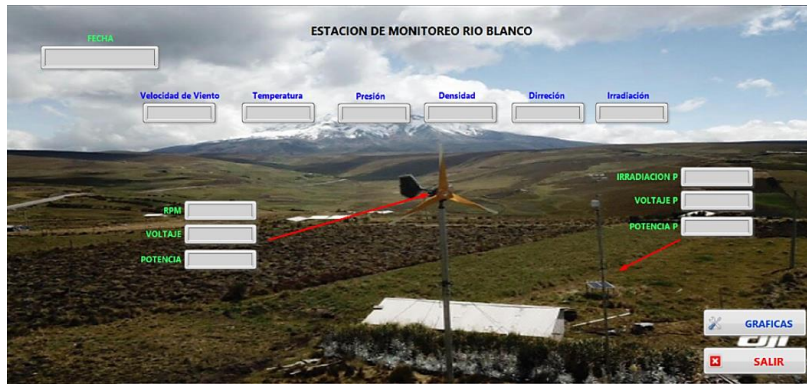 ESTACION DE MONITOREO RIO BLANCO
FECHA
Velocidad de Viento
Temperatura
Presión
Densidad
Dirreción
Irradiación
RPM
VOLTAJE
POTENCIA
IRRADIACION P
VOLTAJE P
POTENCIA P
GRAFICAS
dji
SALIR